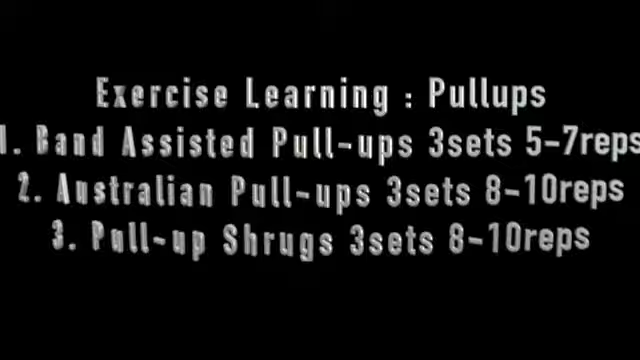 Exercise Learning : Pullups
1. Band Assisted Pull-ups 3sets 5-7reps
2. Australian Pull-ups 3sets 8-10reps
3. Pull-up Shrugs 3sets 8-10reps